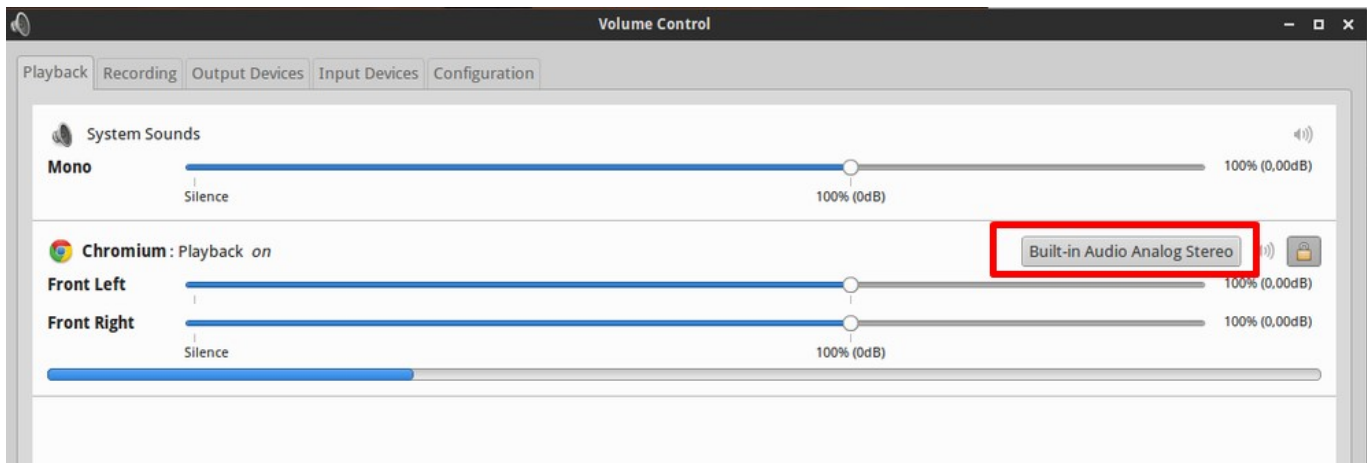 Volume Control
Playback Recording Output Devices Input Devices Configuration
System Sounds
Mono 100% (0,00dB)
Silence 100% (0dB)
Chromium : Playback on Built-in Audio Analog Stereo
Front Left 100% (0,00dB)
Front Right 100% (0,00dB)
Silence 100% (0dB)